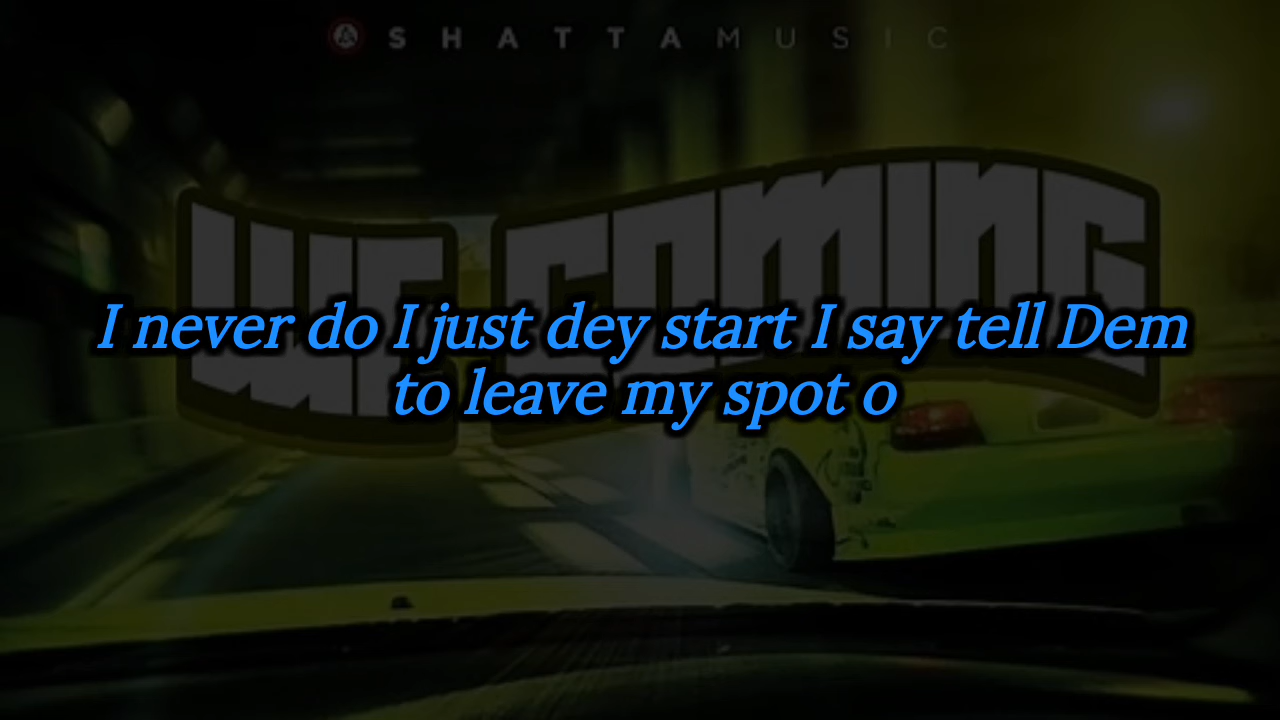 SHATTAMUSIC
WE COMING
I never do I just dey start I say tell Dem
to leave my spot o